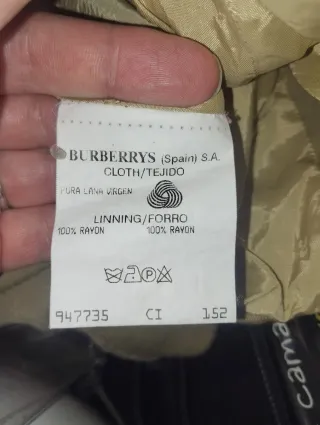 BURBERRYS (Spain) S.A.
CLOTH/TEJIDO
PURA LANA VIRGEN
LINNING/FORRO
100% RAYON 100% RAYON
P
947735 CI 152
cama